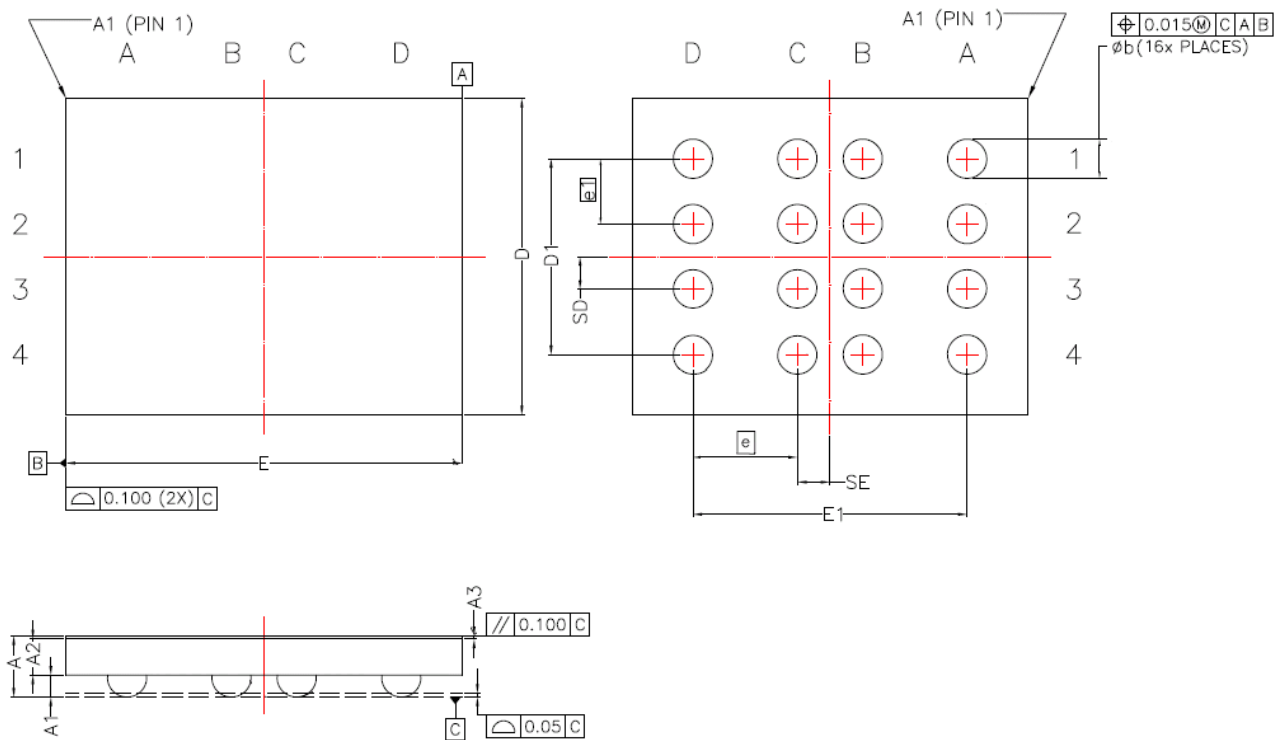 A1 (PIN 1)
A B C D
A
1
2
3
4
D
B
E
⌓ 0.100 (2X) C
A1 (PIN 1)
D C B A
⌖ 0.015Ⓜ C A B
øb(16x PLACES)
1
2
3
4
e1
D1
SD
e
SE
E1
A3
// 0.100 C
A
A2
A1
C
⌓ 0.05 C